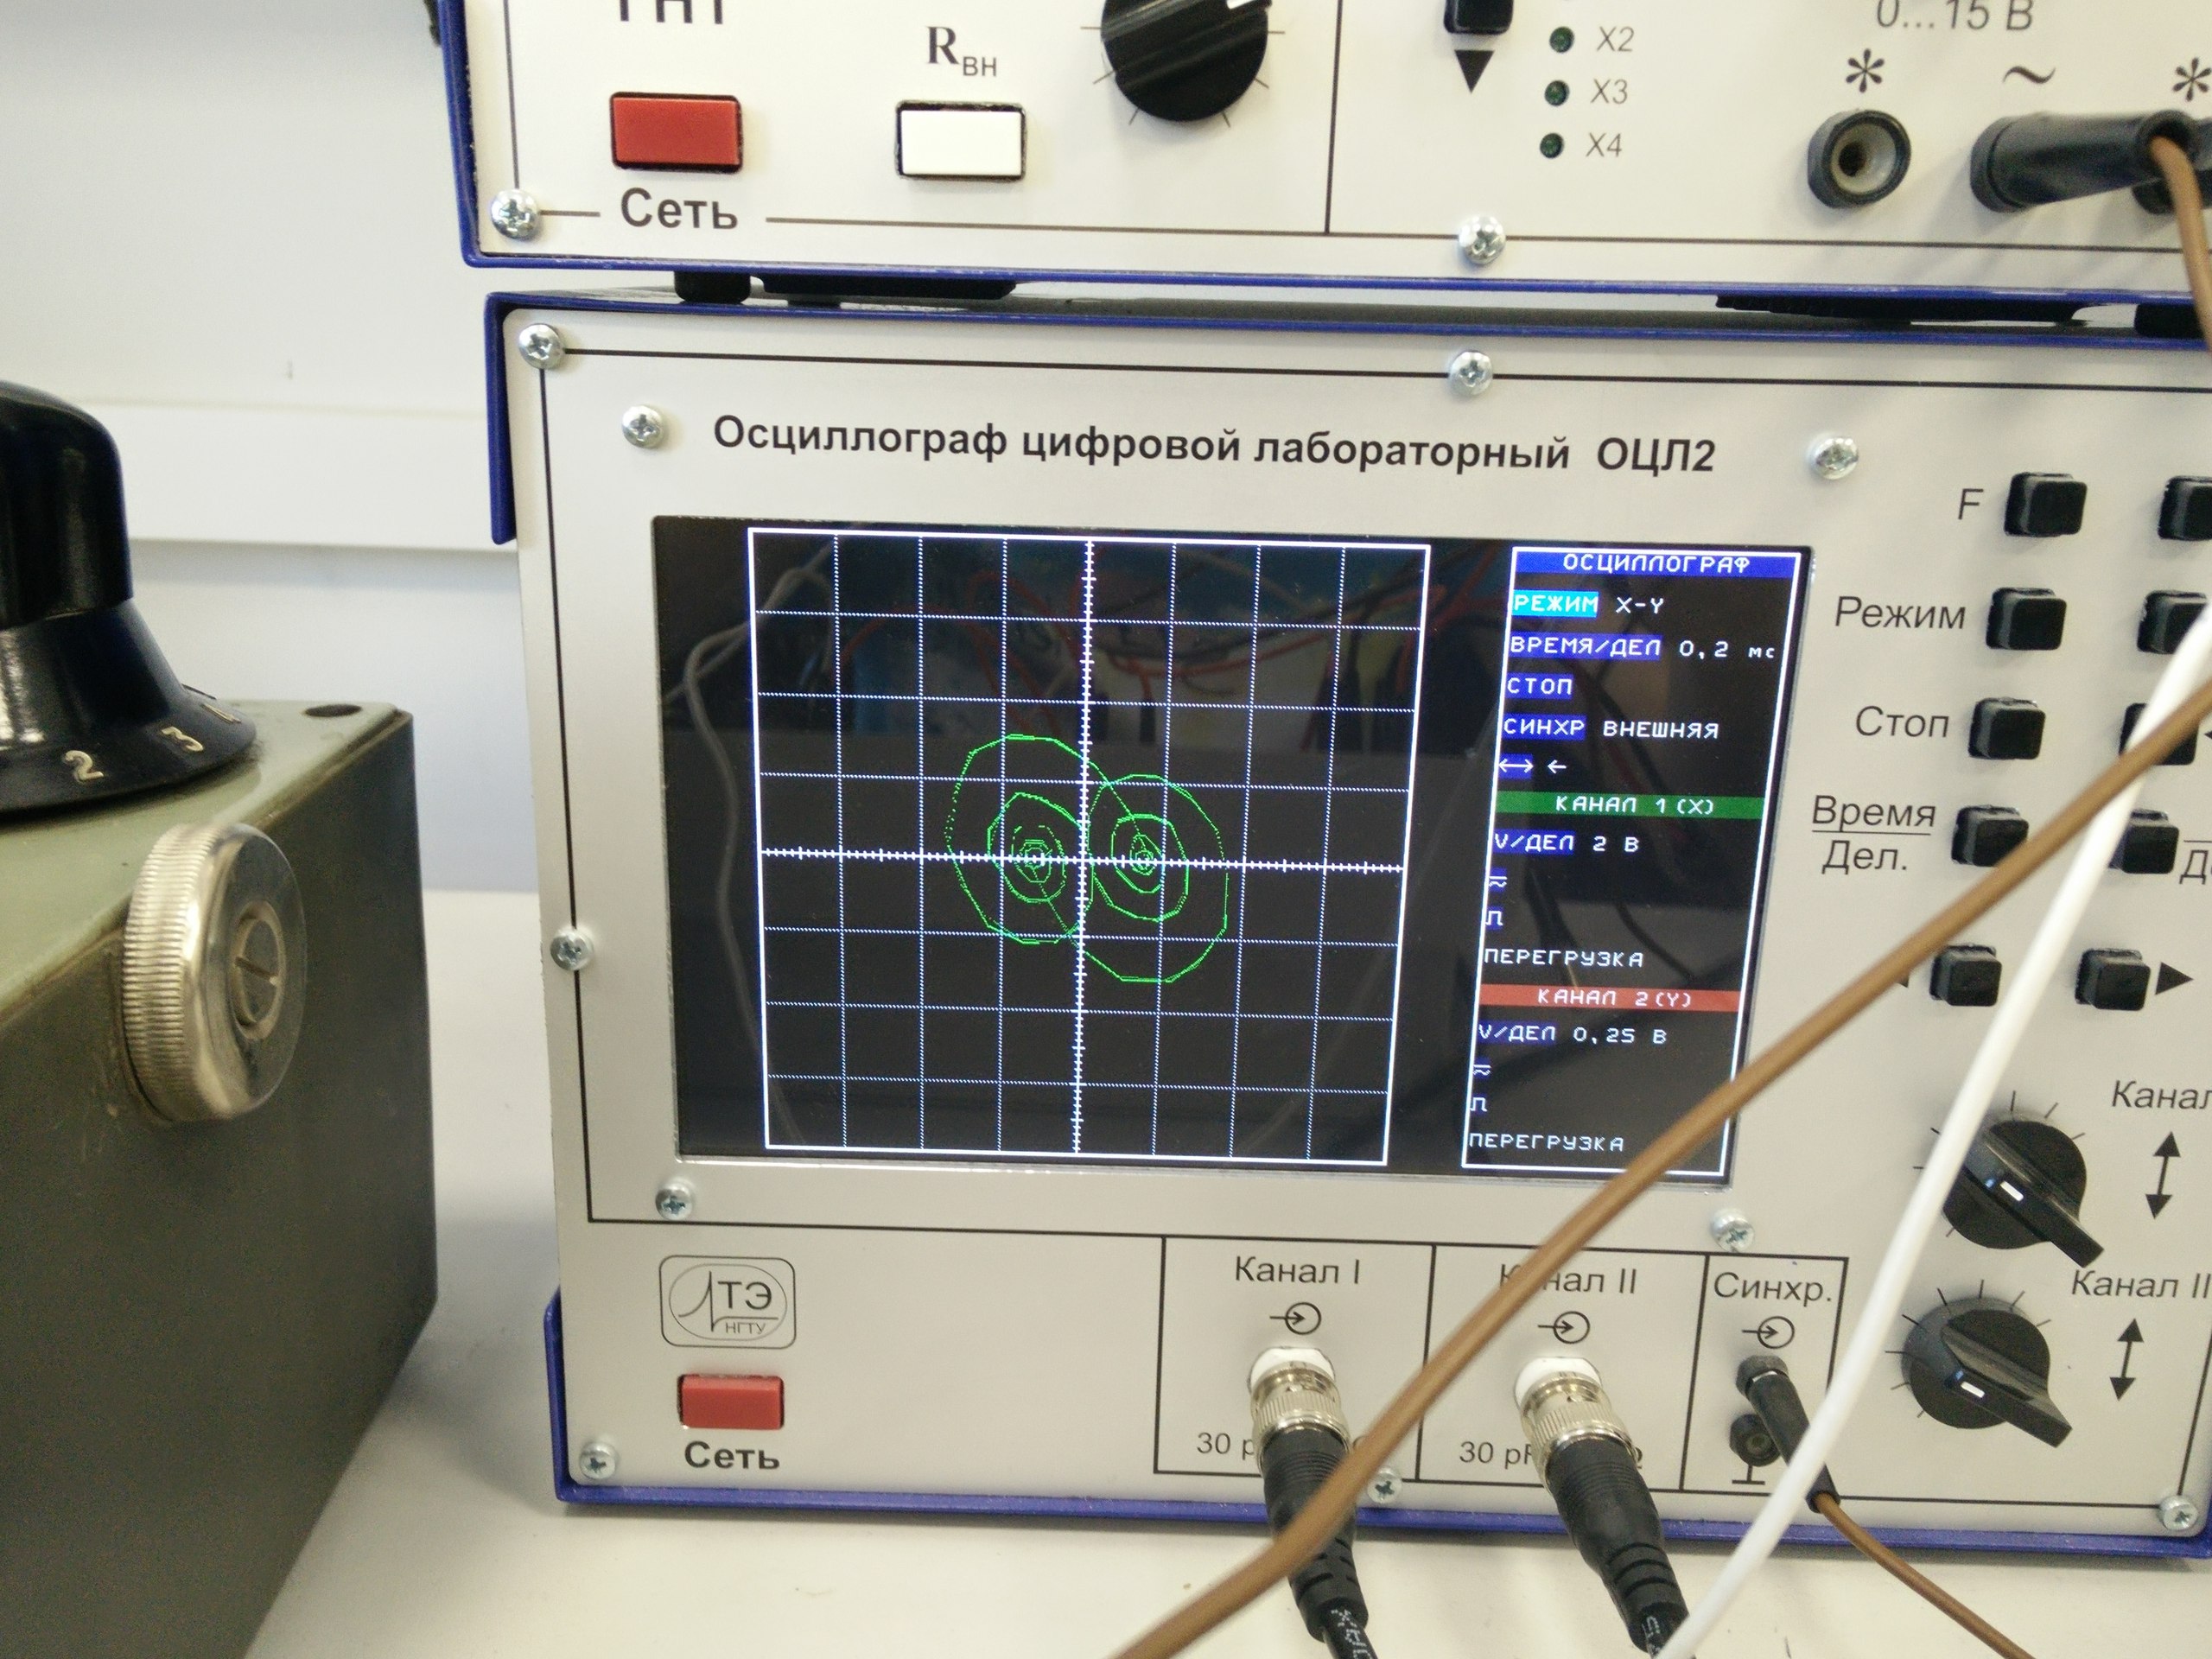 R ВН
X2
X3
X4
0...15 В
*
~
*
Сеть
Осциллограф цифровой лабораторный ОЦЛ2
F
Режим
Стоп
Время
Дел.
ОСЦИЛЛОГРАФ
РЕЖИМ X-Y
ВРЕМЯ/ДЕЛ 0,2 мс
СТОП
СИНХР ВНЕШНЯЯ
↔ ←
КАНАЛ 1(X)
V/ДЕЛ 2 В
ПЕРЕГРУЗКА
КАНАЛ 2(Y)
V/ДЕЛ 0,25 В
ПЕРЕГРУЗКА
2 3
ТЭ
НГТУ
Сеть
Канал I
30
Канал II
30
Синхр.
Канал II